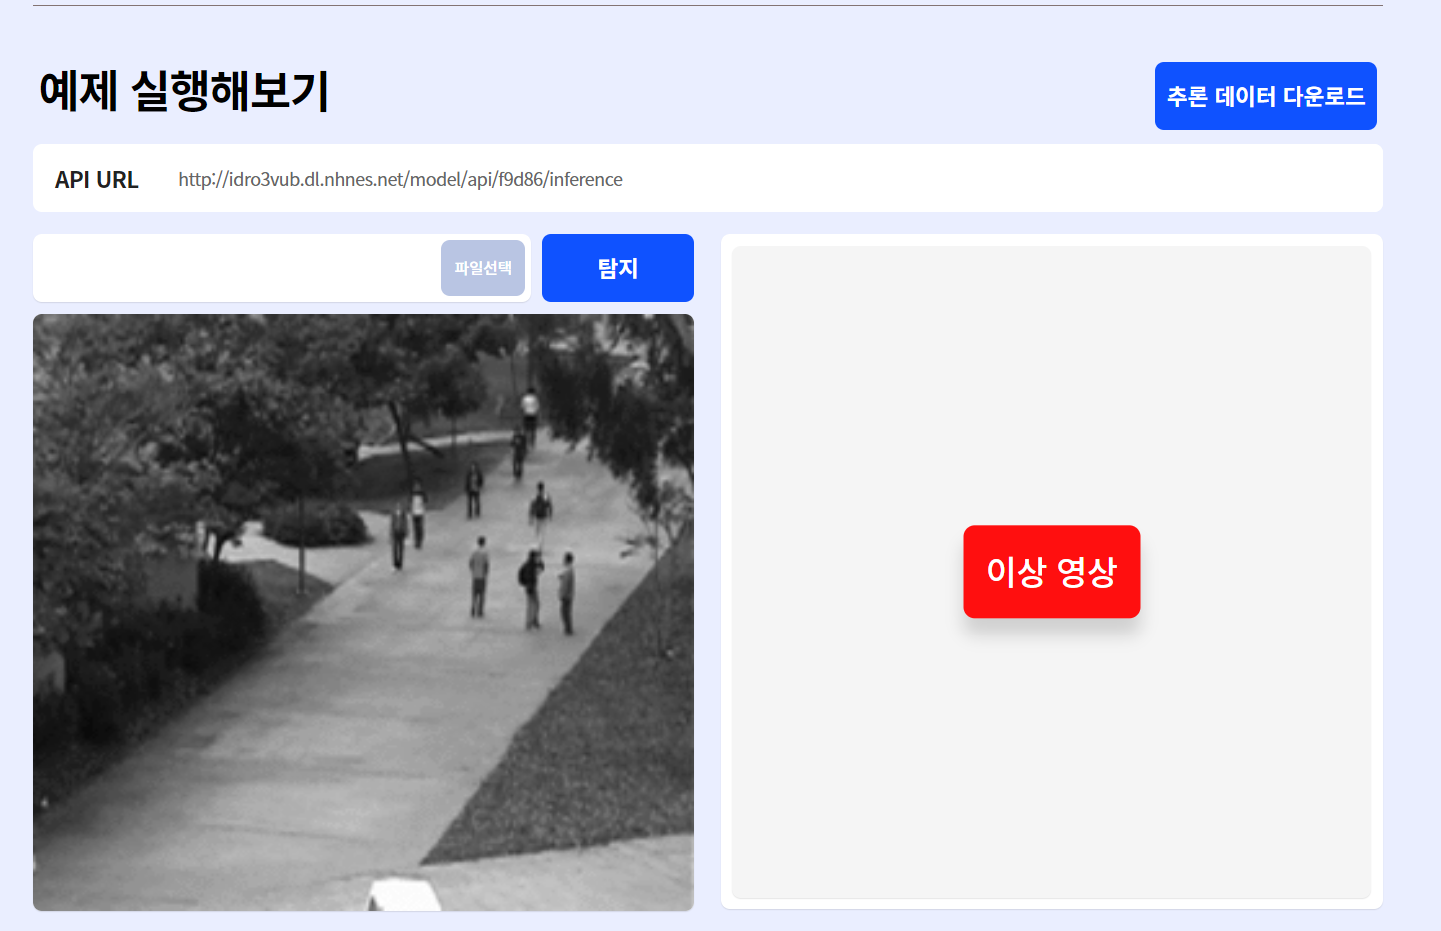 예제 실행해보기
추론 데이터 다운로드
API URL http://idro3vub.dl.nhnes.net/model/api/f9d86/inference
파일선택
탐지
이상 영상